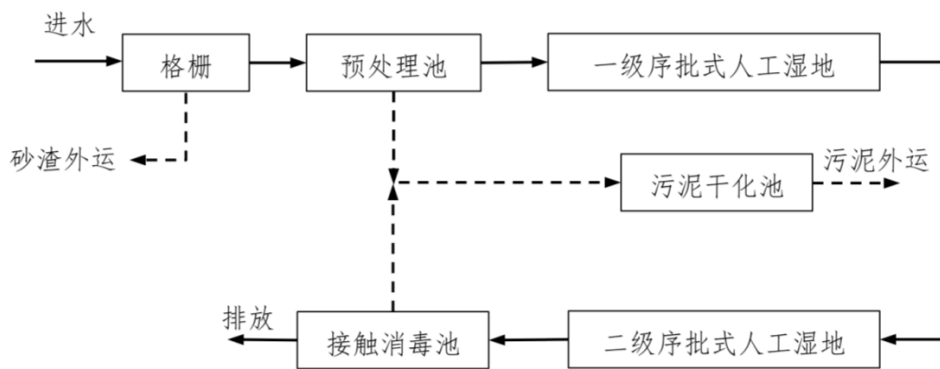 进水
格栅
预处理池
一级序批式人工湿地
砂渣外运
污泥干化池
污泥外运
排放
接触消毒池
二级序批式人工湿地